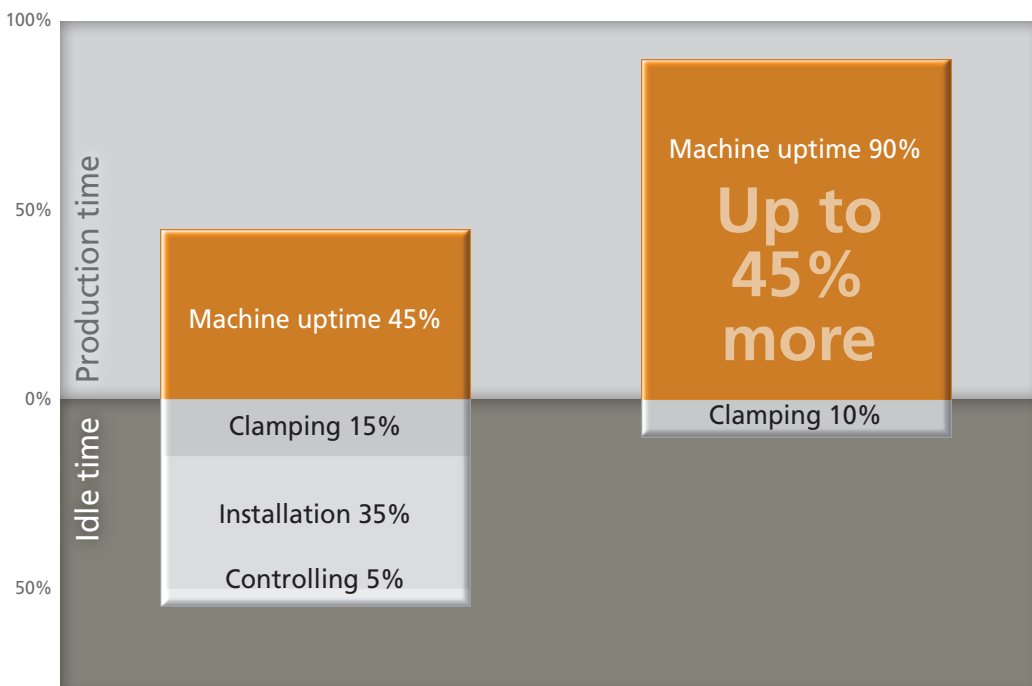 100%
50%
0%
50%
Production time
Idle time
Machine uptime 45%
Clamping 15%
Installation 35%
Controlling 5%
Machine uptime 90%
Up to
45%
more
Clamping 10%